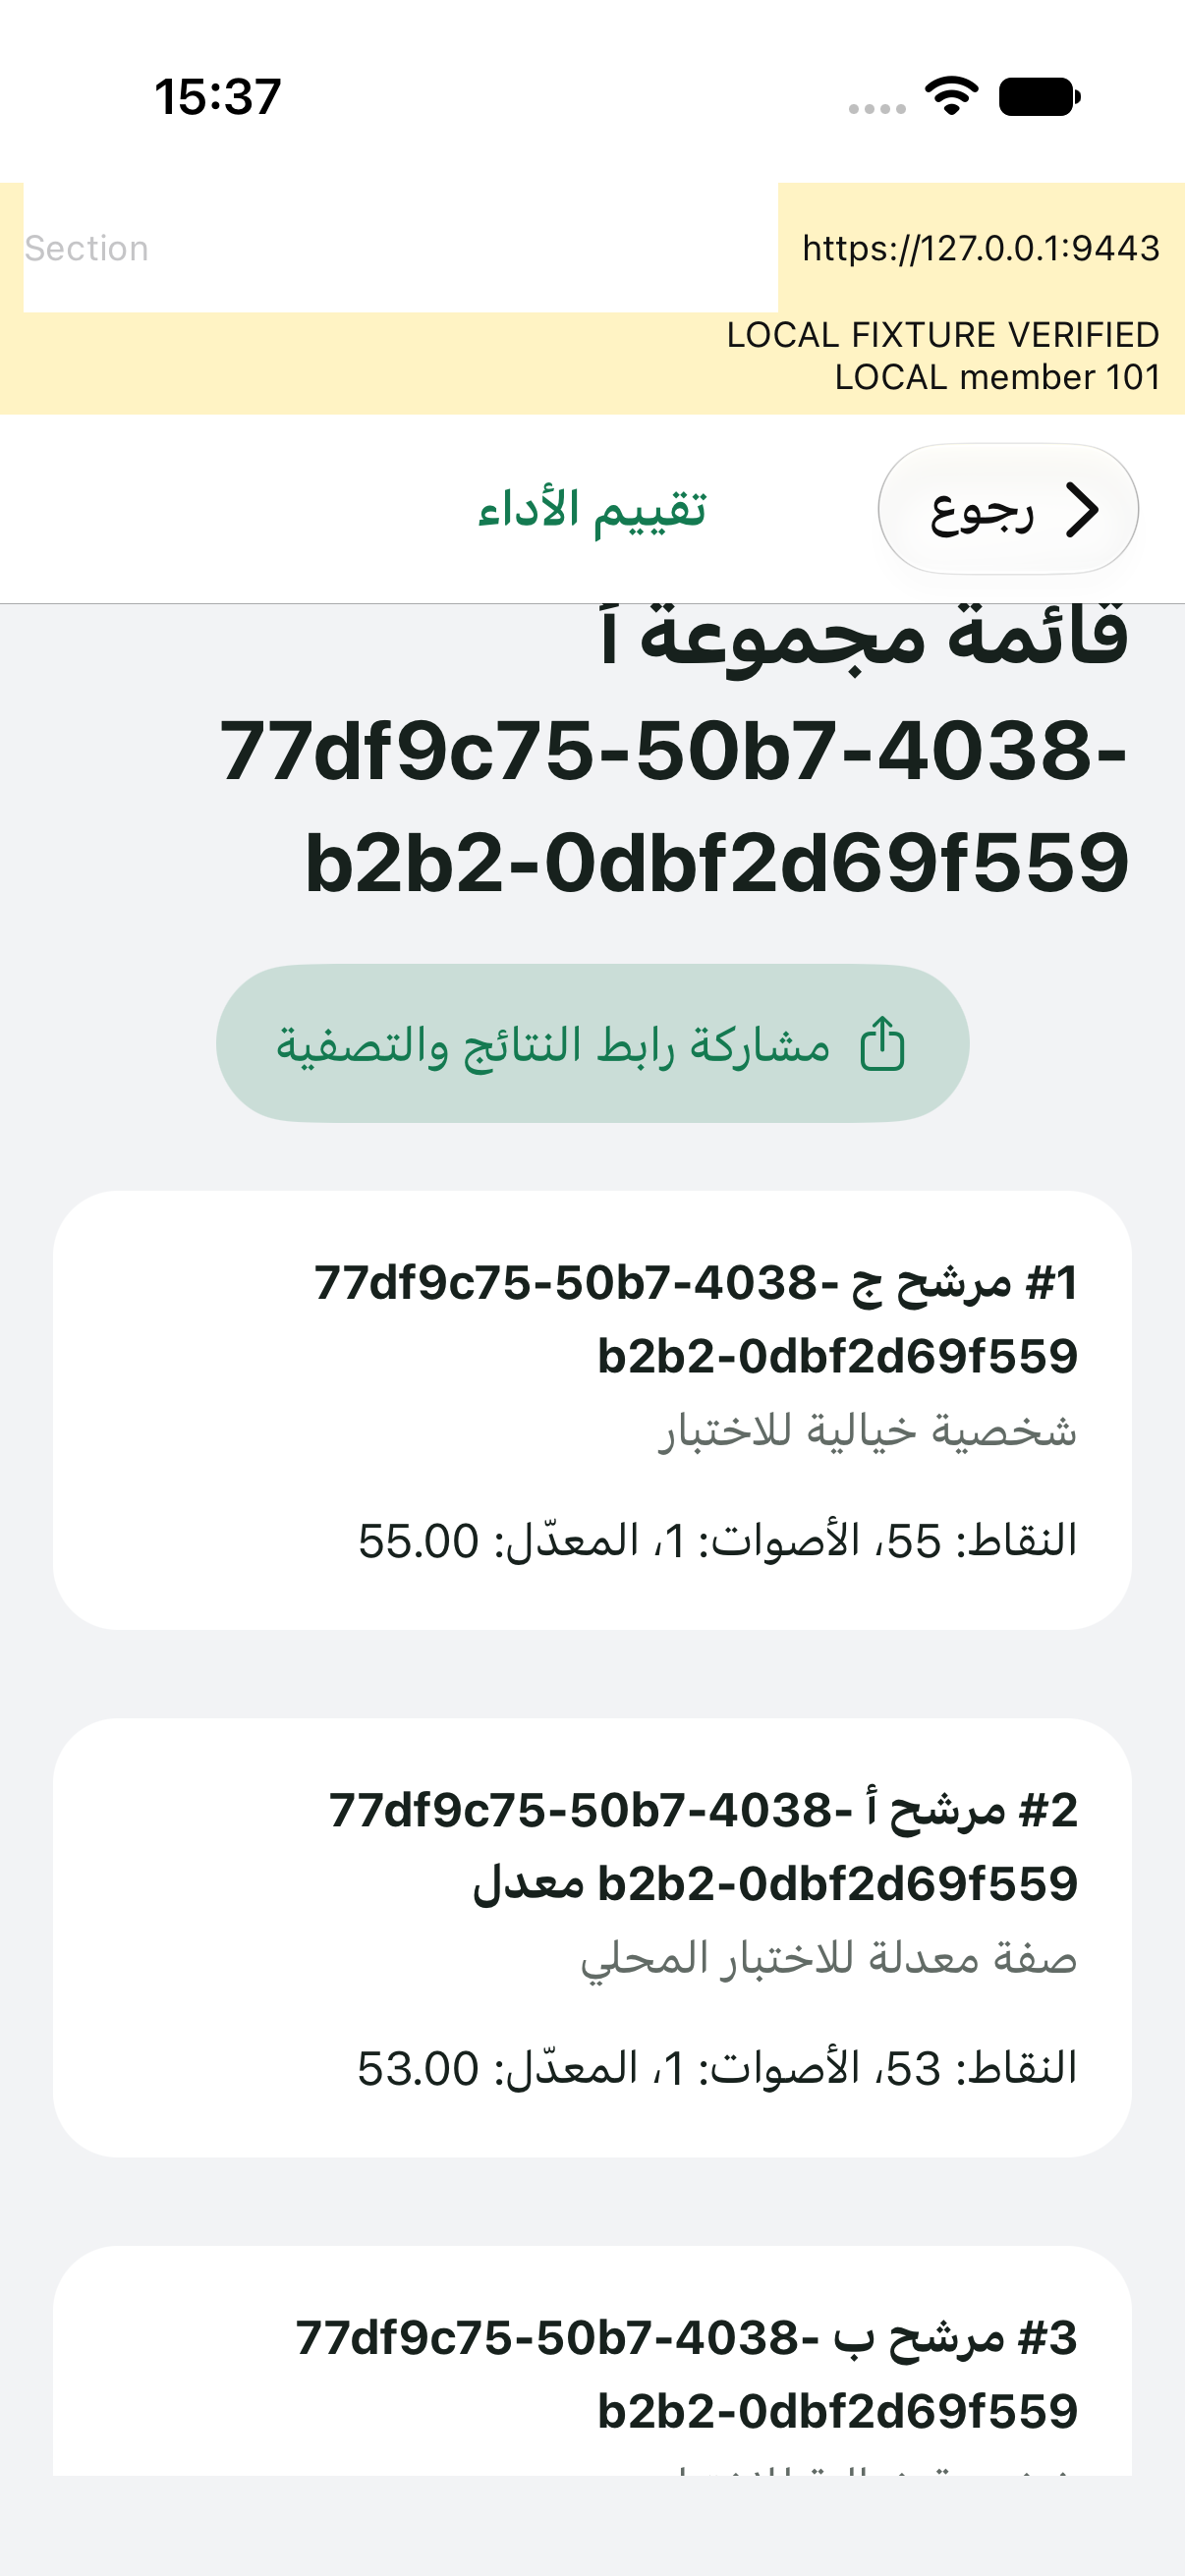 15:37
https://127.0.0.1:9443
Section
LOCAL FIXTURE VERIFIED
LOCAL member 101
رجوع
تقييم الأداء
قائمة مجموعة أ
77df9c75-50b7-4038-
b2b2-0dbf2d69f559
مشاركة رابط النتائج والتصفية
#1 مرشح ج 77df9c75-50b7-4038-
b2b2-0dbf2d69f559
شخصية خيالية للاختبار
النقاط: 55، الأصوات: 1، المعدّل: 55.00
#2 مرشح أ 77df9c75-50b7-4038-
b2b2-0dbf2d69f559 معدل
صفة معدلة للاختبار المحلي
النقاط: 53، الأصوات: 1، المعدّل: 53.00
#3 مرشح ب 77df9c75-50b7-4038-
b2b2-0dbf2d69f559